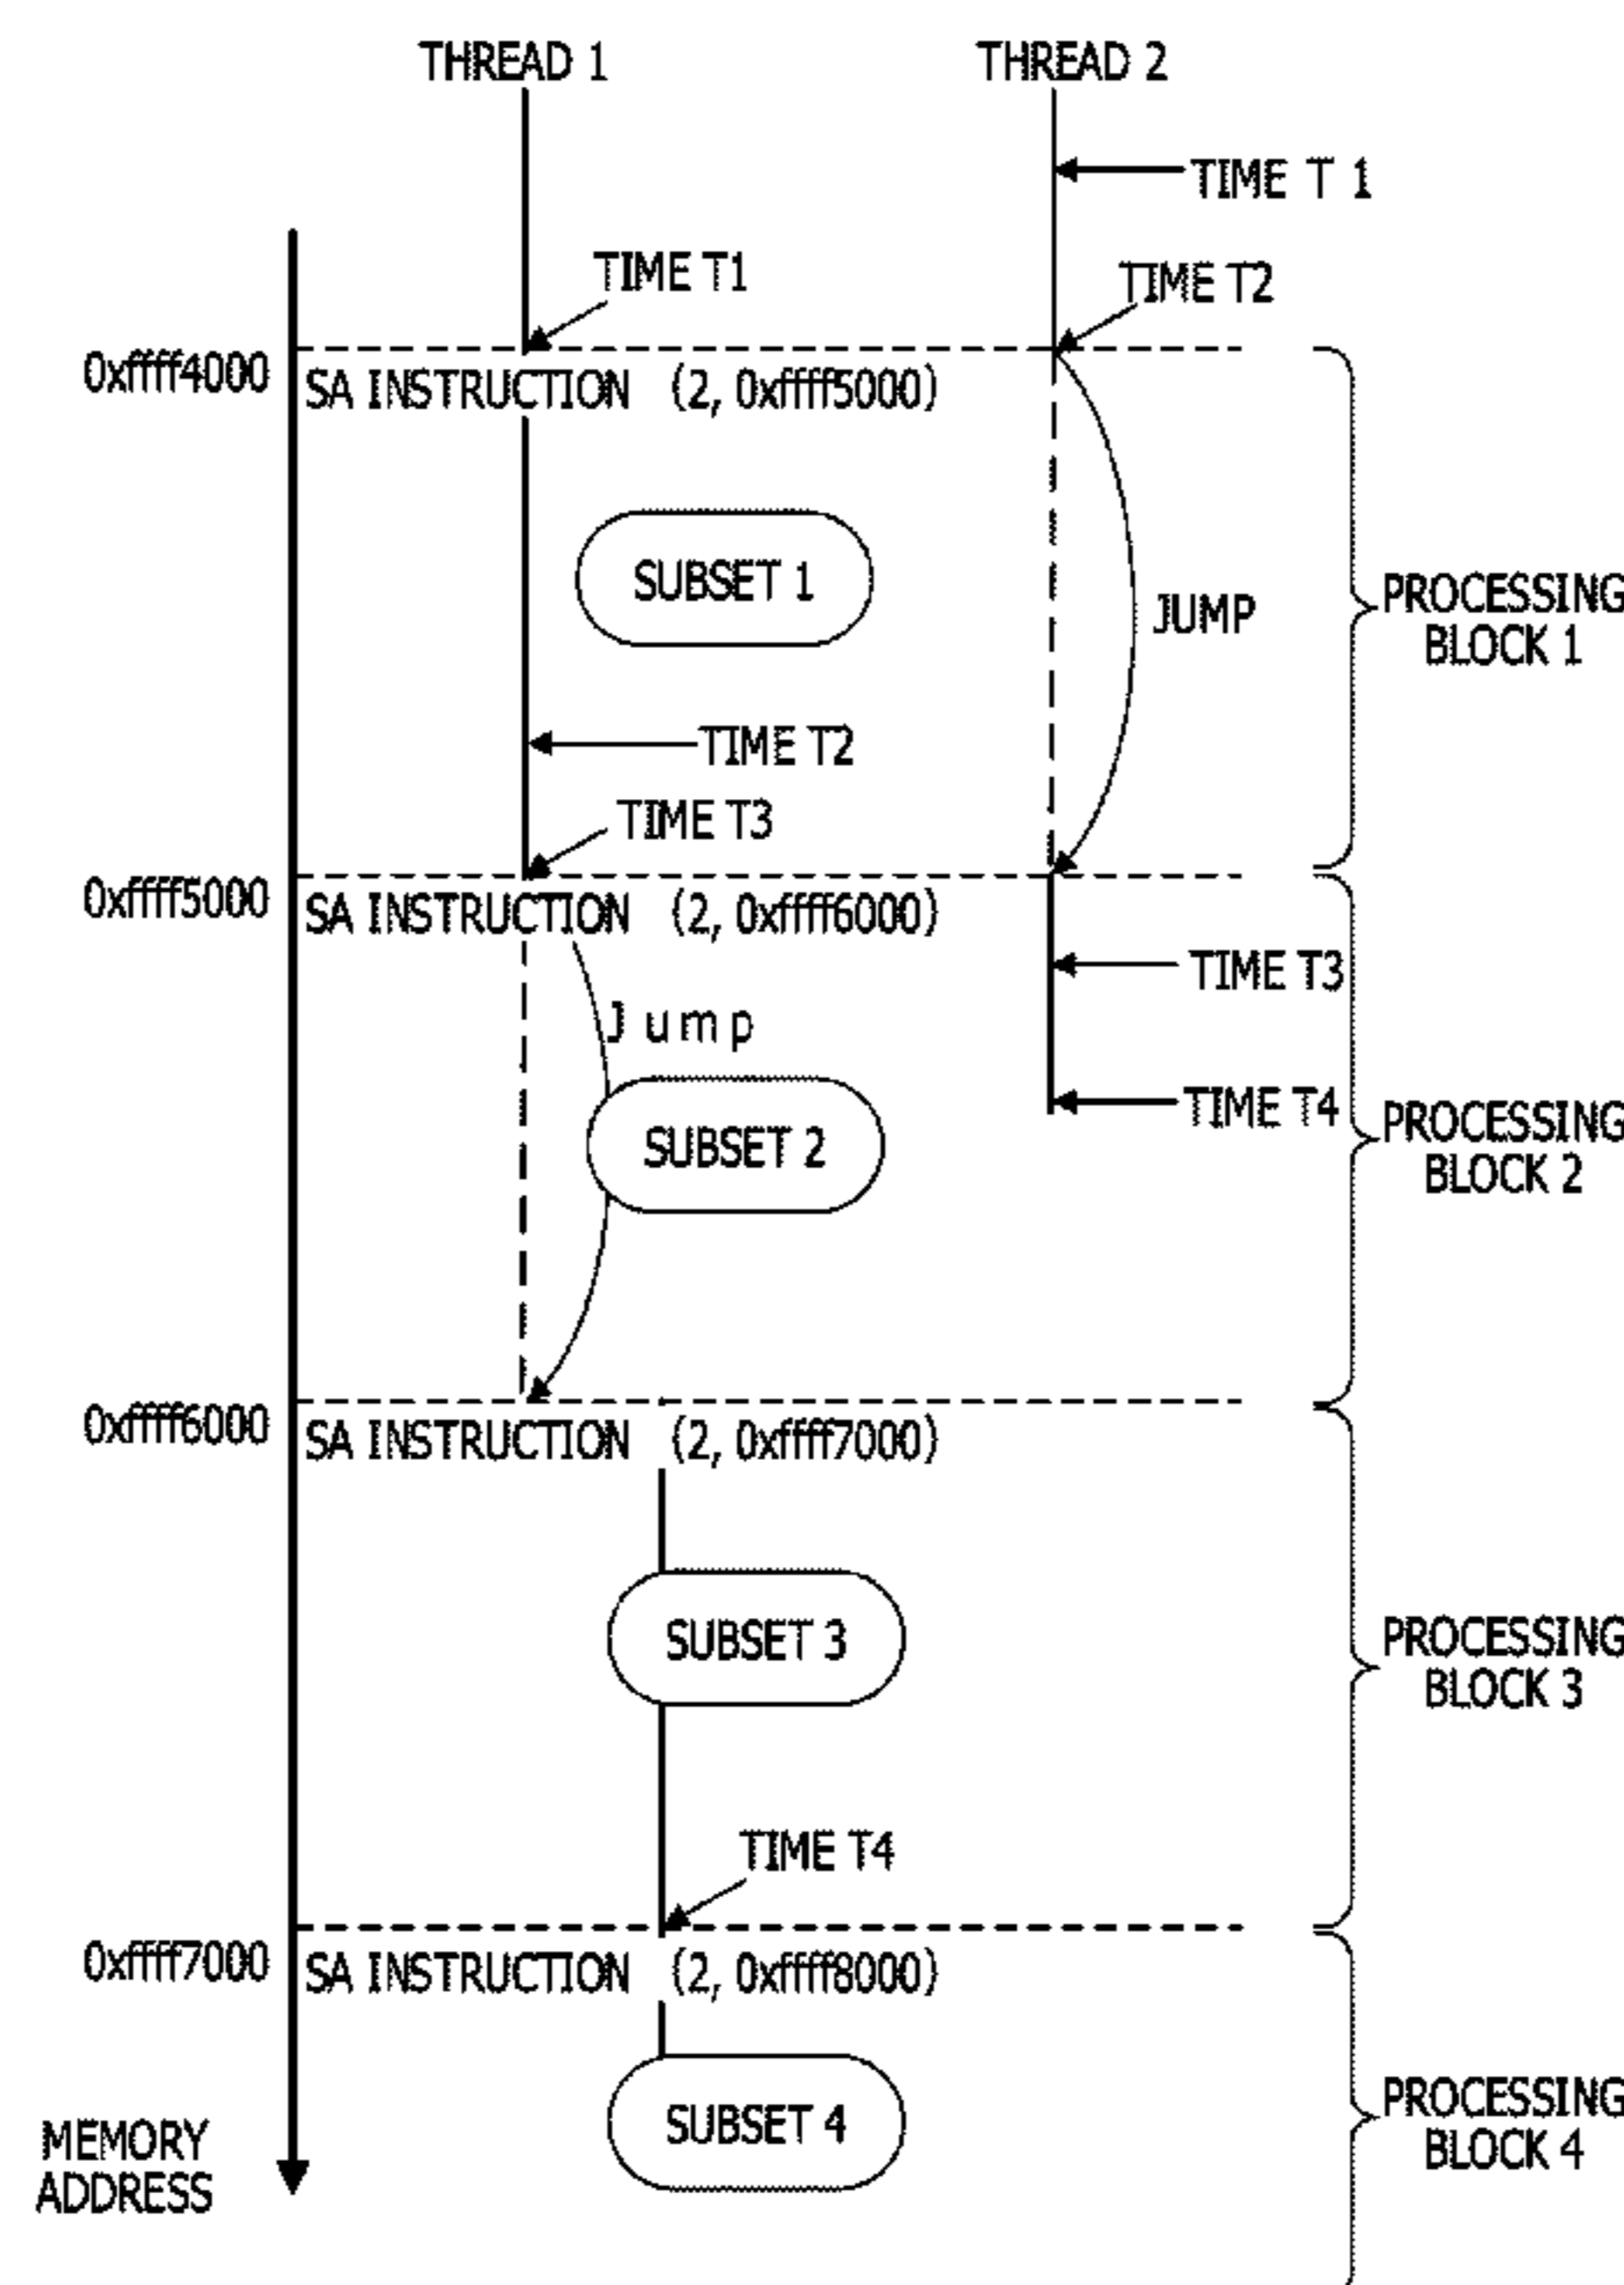 THREAD 1
THREAD 2
TIME T 1
TIME T1
TIME T2
0xffff4000
SA INSTRUCTION (2, 0xffff5000)
SUBSET 1
JUMP
PROCESSING
BLOCK 1
TIME T2
TIME T3
0xffff5000
SA INSTRUCTION (2, 0xffff6000)
TIME T3
Jump
TIME T4
SUBSET 2
PROCESSING
BLOCK 2
0xffff6000
SA INSTRUCTION (2, 0xffff7000)
SUBSET 3
PROCESSING
BLOCK 3
TIME T4
0xffff7000
SA INSTRUCTION (2, 0xffff8000)
SUBSET 4
PROCESSING
BLOCK 4
MEMORY
ADDRESS